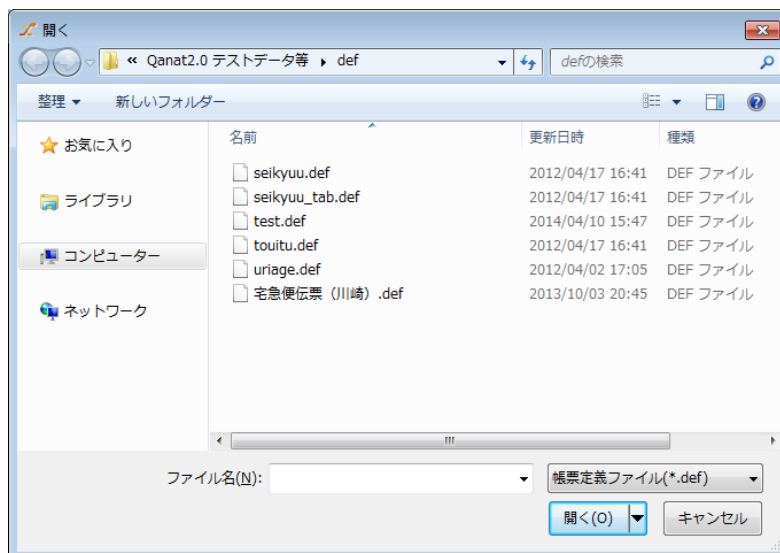 開く
« Qanat2.0 テストデータ等 ▸ def
defの検索
整理 ▼ 新しいフォルダー
名前 更新日時 種類
お気に入り
ライブラリ
コンピューター
ネットワーク
seikyuu.def 2012/04/17 16:41 DEF ファイル
seikyuu_tab.def 2012/04/17 16:41 DEF ファイル
test.def 2014/04/10 15:47 DEF ファイル
touitu.def 2012/04/17 16:41 DEF ファイル
uriage.def 2012/04/02 17:05 DEF ファイル
宅急便伝票（川崎）.def 2013/10/03 20:45 DEF ファイル
ファイル名(N): 帳票定義ファイル(*.def)
開く(O) キャンセル